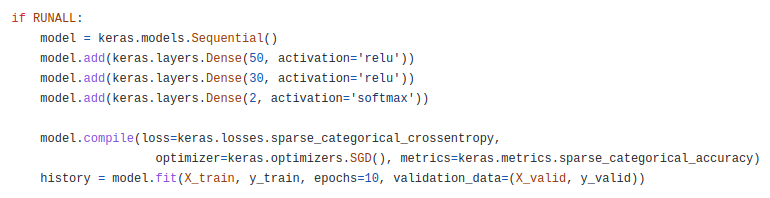 if RUNALL:
    model = keras.models.Sequential()
    model.add(keras.layers.Dense(50, activation='relu'))
    model.add(keras.layers.Dense(30, activation='relu'))
    model.add(keras.layers.Dense(2, activation='softmax'))

    model.compile(loss=keras.losses.sparse_categorical_crossentropy,
                    optimizer=keras.optimizers.SGD(), metrics=keras.metrics.sparse_categorical_accuracy)
    history = model.fit(X_train, y_train, epochs=10, validation_data=(X_valid, y_valid))